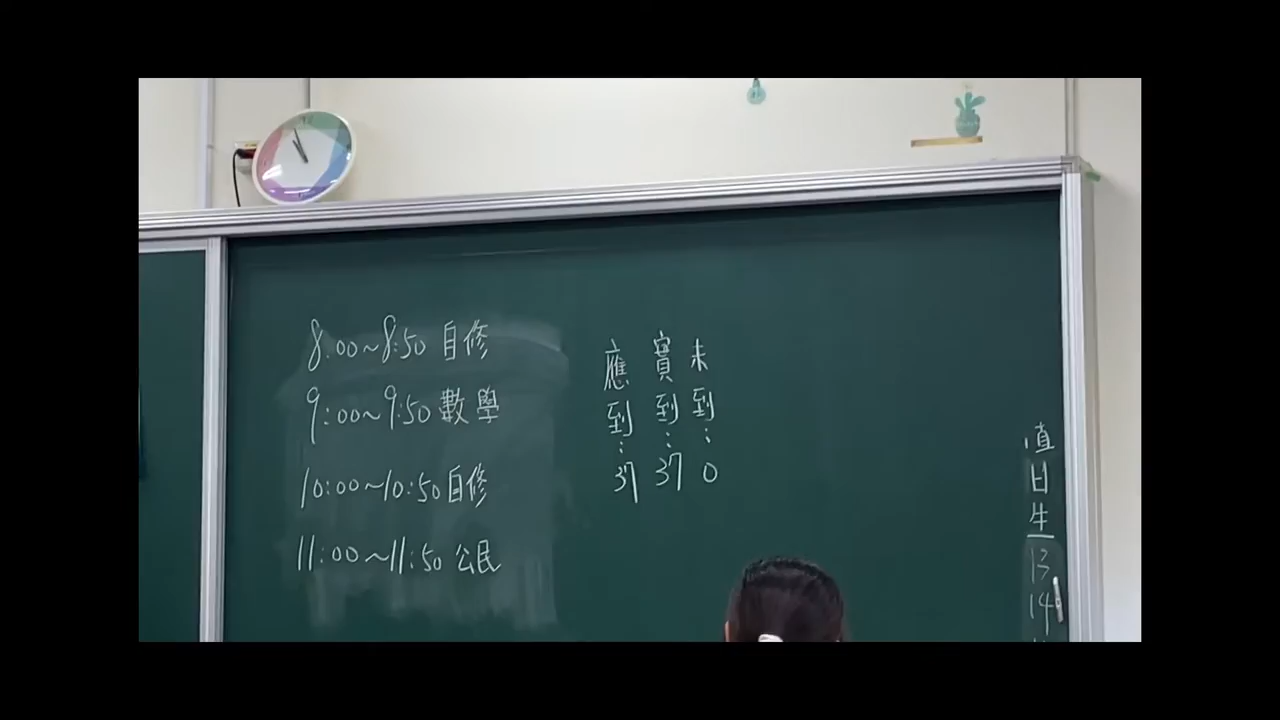 8:00~8:50 自修
9:00~9:50 數學
10:00~10:50 自修
11:00~11:50 公民
應到:37
實到:37
未到:0
值日生
13
14